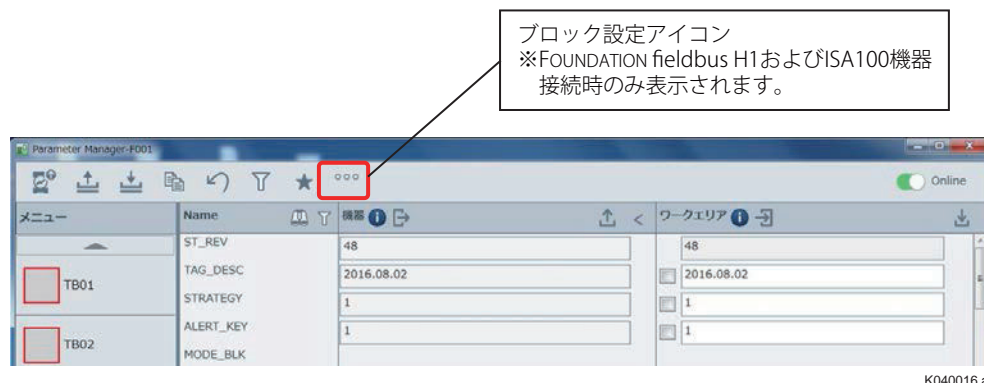 ブロック設定アイコン
※FOUNDATION fieldbus H1およびISA100機器
接続時のみ表示されます。
Parameter Manager-F001
Online
メニュー
Name
機器
ワークエリア
ST_REV
48
48
TAG_DESC
2016.08.02
2016.08.02
TB01
STRATEGY
1
1
ALERT_KEY
1
1
TB02
MODE_BLK